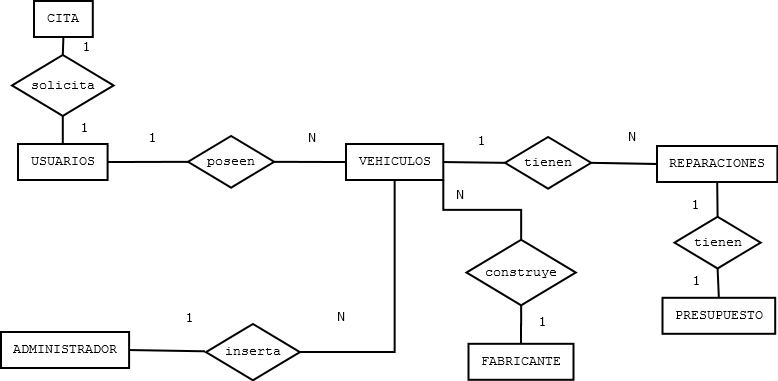 CITA
1
solicita
1
USUARIOS
1
poseen
N
VEHICULOS
1
tienen
N
REPARACIONES
N
1
construye
tienen
1
1
PRESUPUESTO
FABRICANTE
ADMINISTRADOR
1
inserta
N